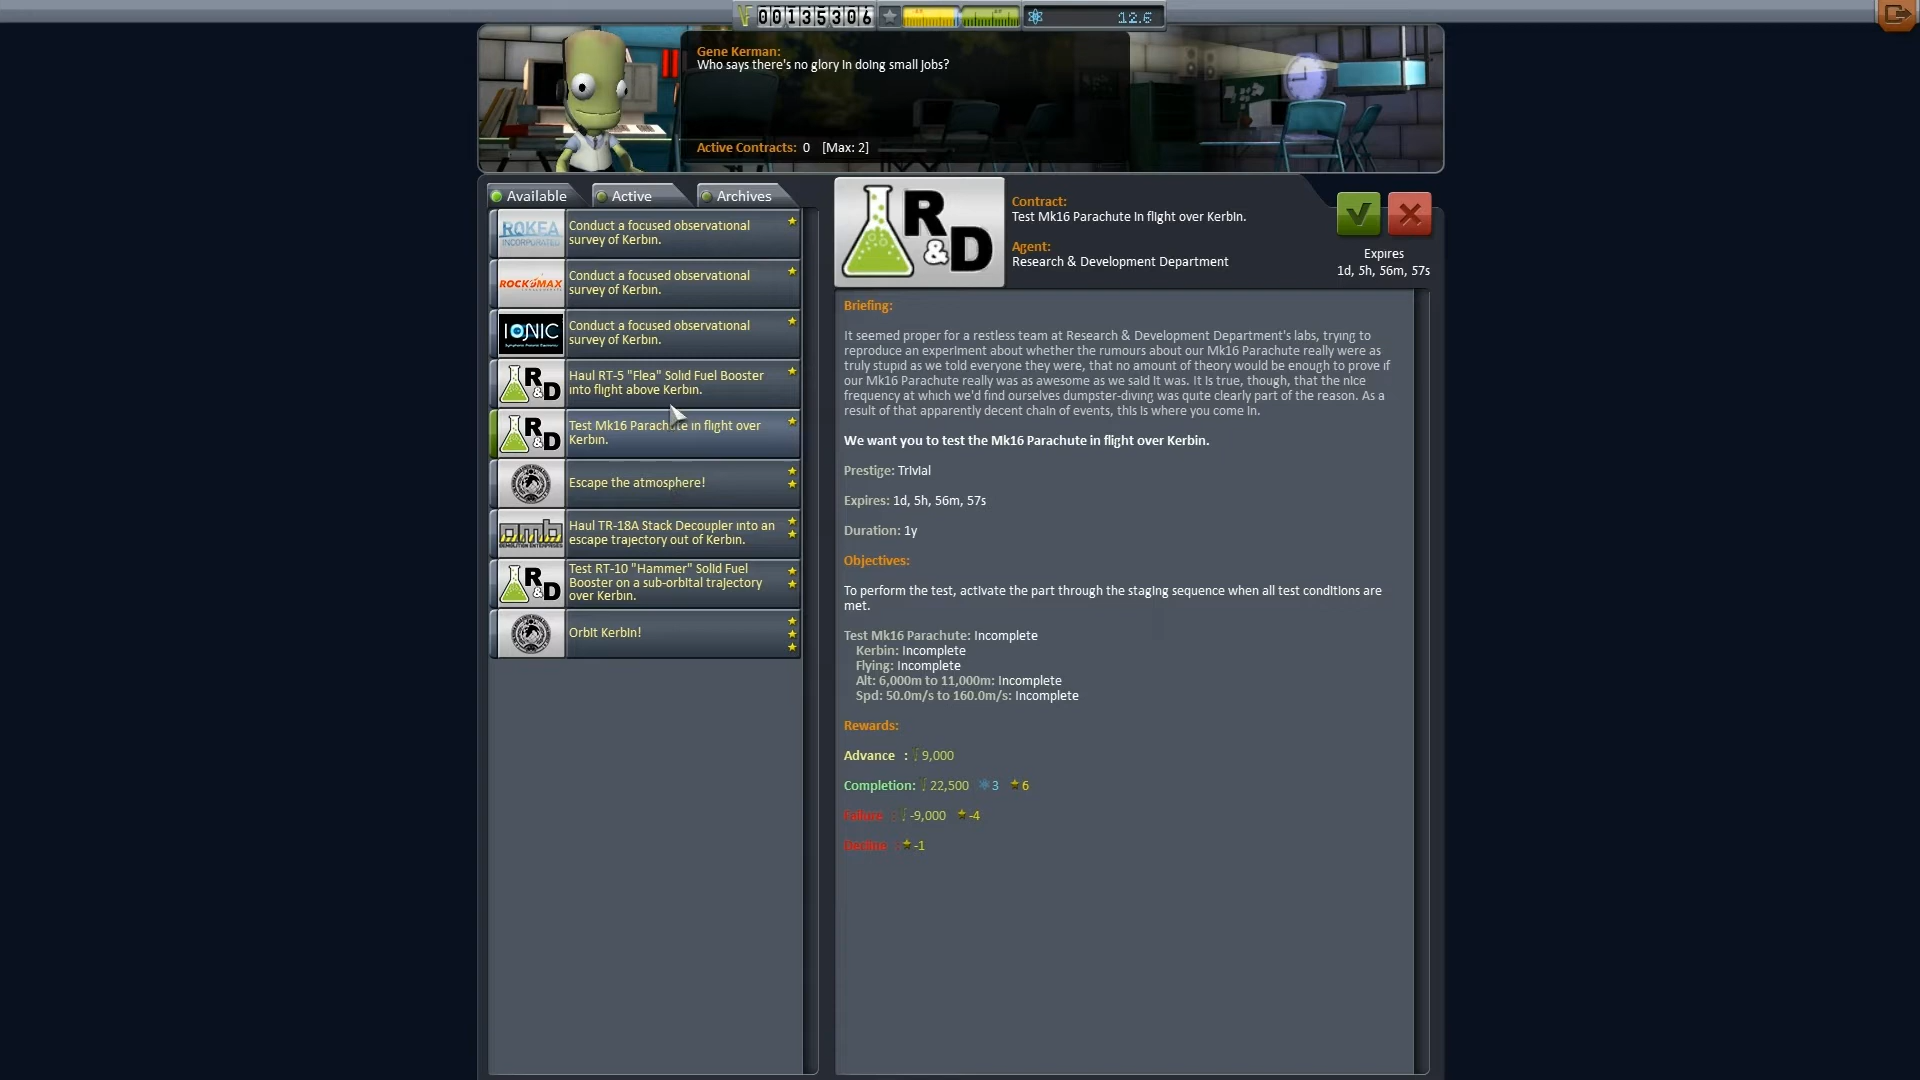 00135306
12.6
Gene Kerman:
Who says there's no glory in doing small jobs?
Active Contracts: 0 [Max: 2]
Available
Active
Archives
ROKEA
INCORPORATED
Conduct a focused observational
survey of Kerbin.
ROCKOMAX
Conduct a focused observational
survey of Kerbin.
IONIC
Conduct a focused observational
survey of Kerbin.
R&D
Haul RT-5 "Flea" Solid Fuel Booster
into flight above Kerbin.
R&D
Test Mk16 Parachute in flight over
Kerbin.
Escape the atmosphere!
Haul TR-18A Stack Decoupler into an
escape trajectory out of Kerbin.
R&D
Test RT-10 "Hammer" Solid Fuel
Booster on a sub-orbital trajectory
over Kerbin.
Orbit Kerbin!
R&D
Contract:
Test Mk16 Parachute in flight over Kerbin.
Agent:
Research & Development Department
Expires
1d, 5h, 56m, 57s
Briefing:
It seemed proper for a restless team at Research & Development Department's labs, trying to
reproduce an experiment about whether the rumours about our Mk16 Parachute really were as
truly stupid as we told everyone they were, that no amount of theory would be enough to prove if
our Mk16 Parachute really was as awesome as we said it was. It is true, though, that the nice
frequency at which we'd find ourselves dumpster-diving was quite clearly part of the reason. As a
result of that apparently decent chain of events, this is where you come in.
We want you to test the Mk16 Parachute in flight over Kerbin.
Prestige: Trivial
Expires: 1d, 5h, 56m, 57s
Duration: 1y
Objectives:
To perform the test, activate the part through the staging sequence when all test conditions are
met.
Test Mk16 Parachute: Incomplete
Kerbin: Incomplete
Flying: Incomplete
Alt: 6,000m to 11,000m: Incomplete
Spd: 50.0m/s to 160.0m/s: Incomplete
Rewards:
Advance : 9,000
Completion: 22,500 3 6
Failure : -9,000 -4
Decline : -1